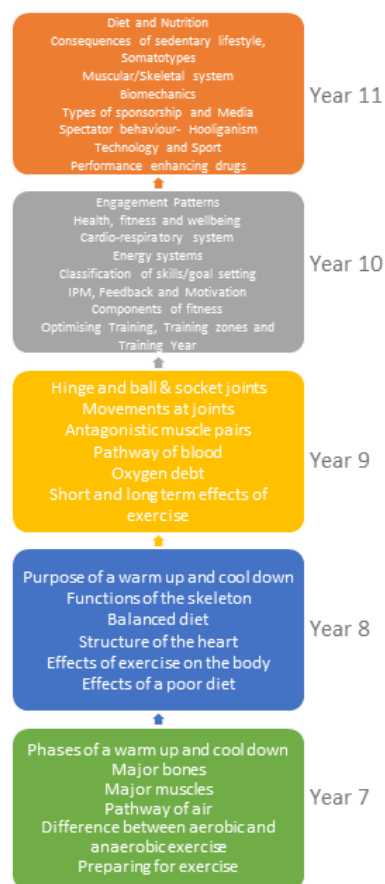 Diet and Nutrition
Consequences of sedentary lifestyle,
Somatotypes
Muscular/Skeletal system
Biomechanics
Types of sponsorship and Media
Spectator behaviour- Hooliganism
Technology and Sport
Performance enhancing drugs
Year 11
Engagement Patterns
Health, fitness and wellbeing
Cardio-respiratory system
Energy systems
Classification of skills/goal setting
IPM, Feedback and Motivation
Components of fitness
Optimising Training, Training zones and
Training Year
Year 10
Hinge and ball & socket joints
Movements at joints
Antagonistic muscle pairs
Pathway of blood
Oxygen debt
Short and long term effects of
exercise
Year 9
Purpose of a warm up and cool down
Functions of the skeleton
Balanced diet
Structure of the heart
Effects of exercise on the body
Effects of a poor diet
Year 8
Phases of a warm up and cool down
Major bones
Major muscles
Pathway of air
Difference between aerobic and
anaerobic exercise
Preparing for exercise
Year 7